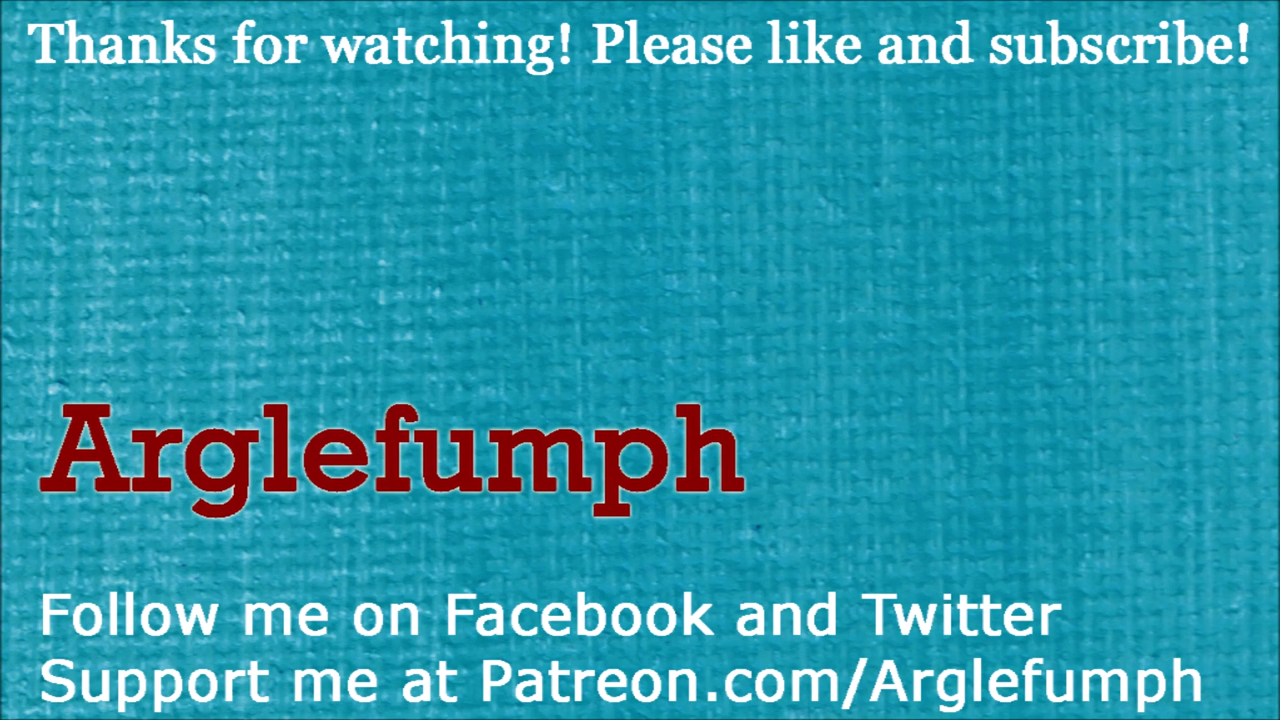 Thanks for watching! Please like and subscribe!
Arglefumph
Follow me on Facebook and Twitter
Support me at Patreon.com/Arglefumph